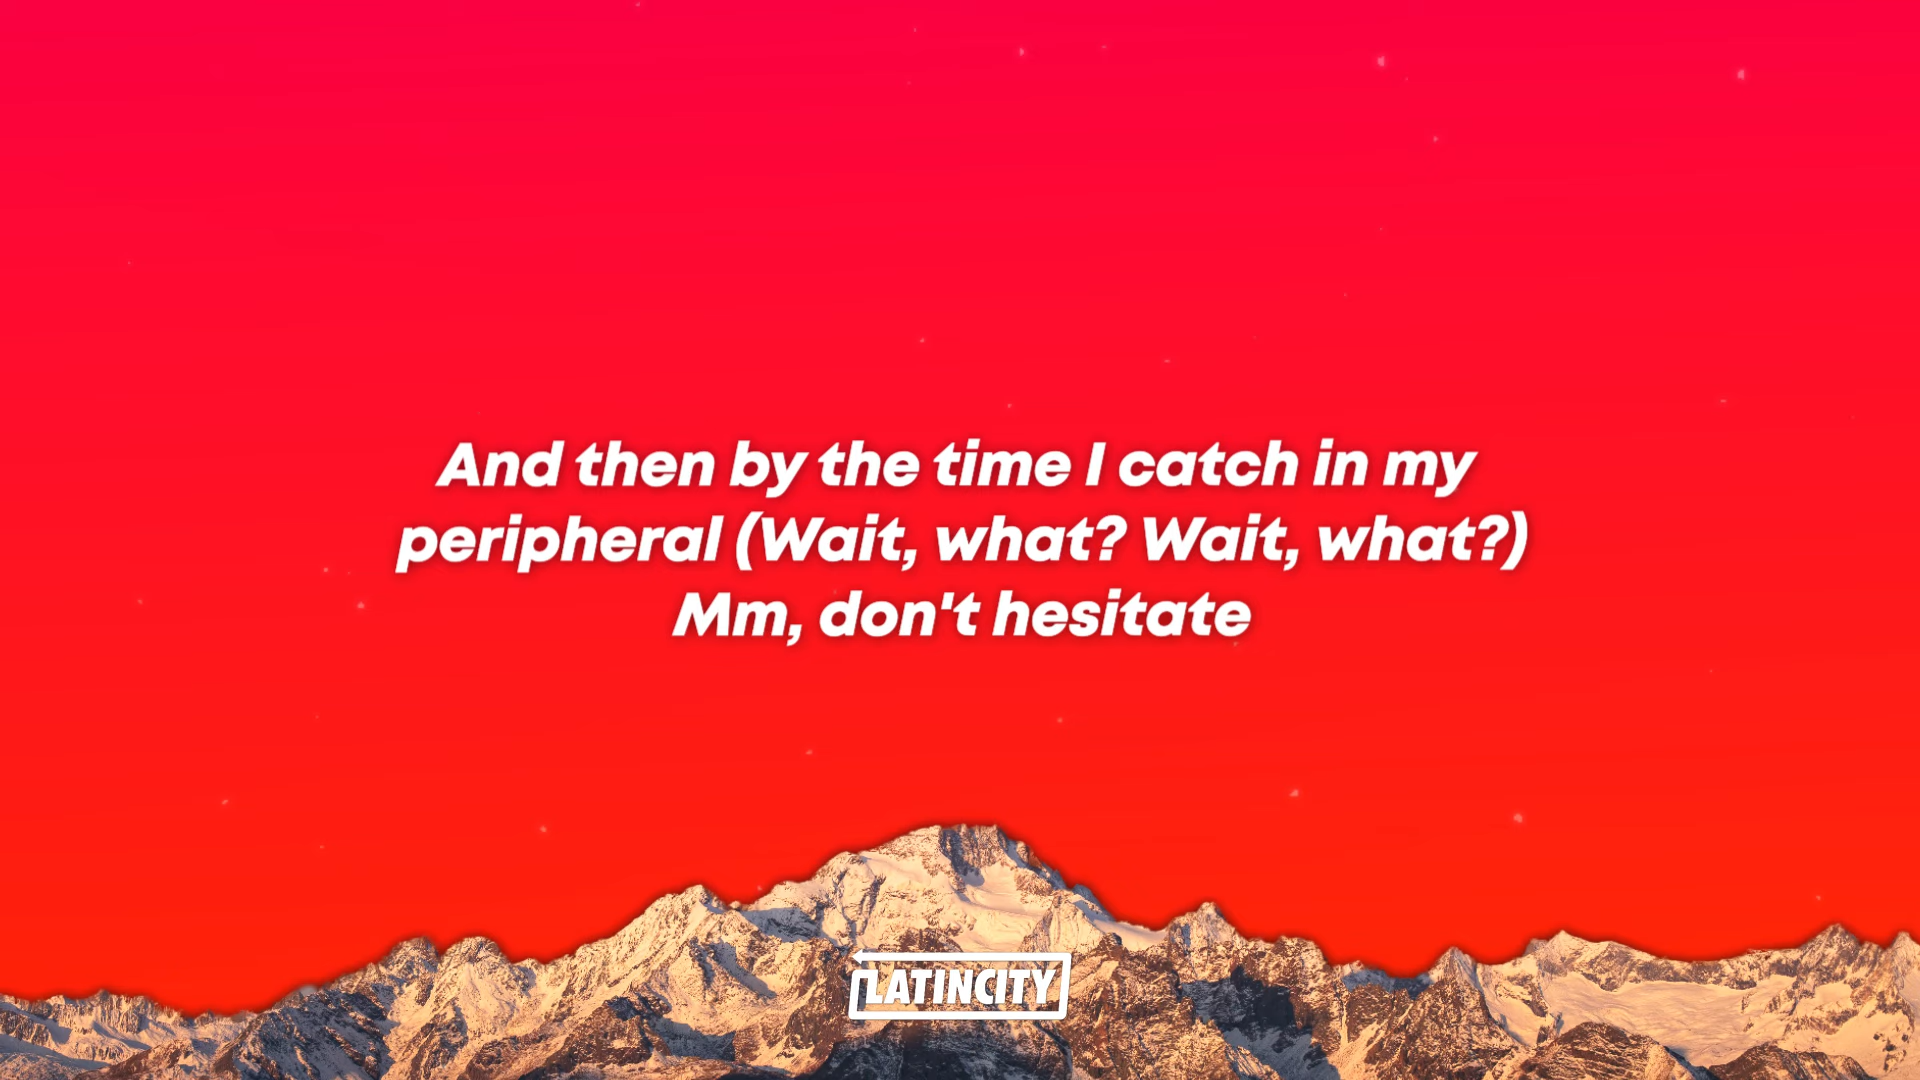 And then by the time I catch in my
peripheral (Wait, what? Wait, what?)
Mm, don't hesitate
LATINCITY